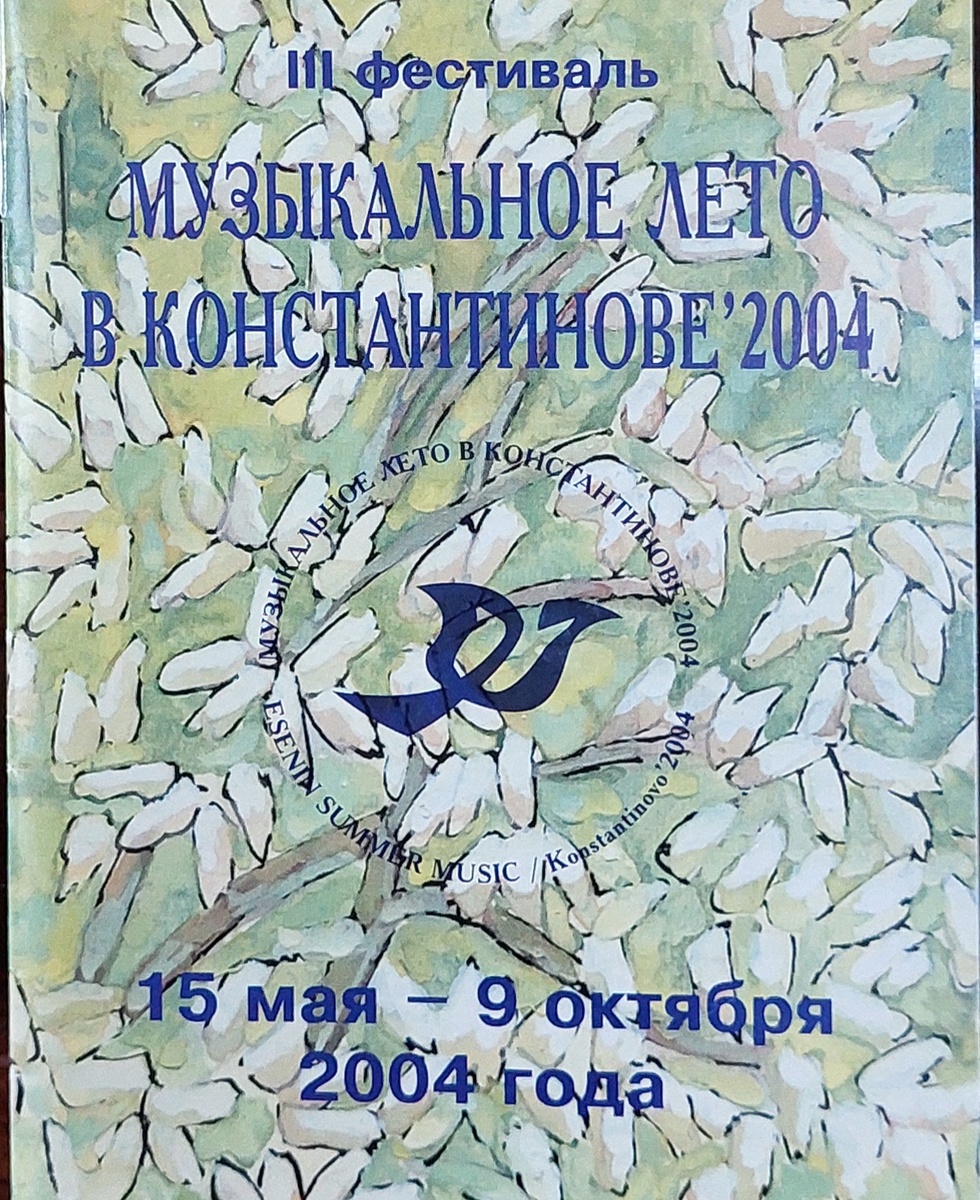 III фестиваль
МУЗЫКАЛЬНОЕ ЛЕТО
В КОНСТАНТИНОВЕ'2004
МУЗЫКАЛЬНОЕ ЛЕТО В КОНСТАНТИНОВЕ'2004
ESENIN SUMMER MUSIC // Konstantinovo'2004
15 мая – 9 октября
2004 года